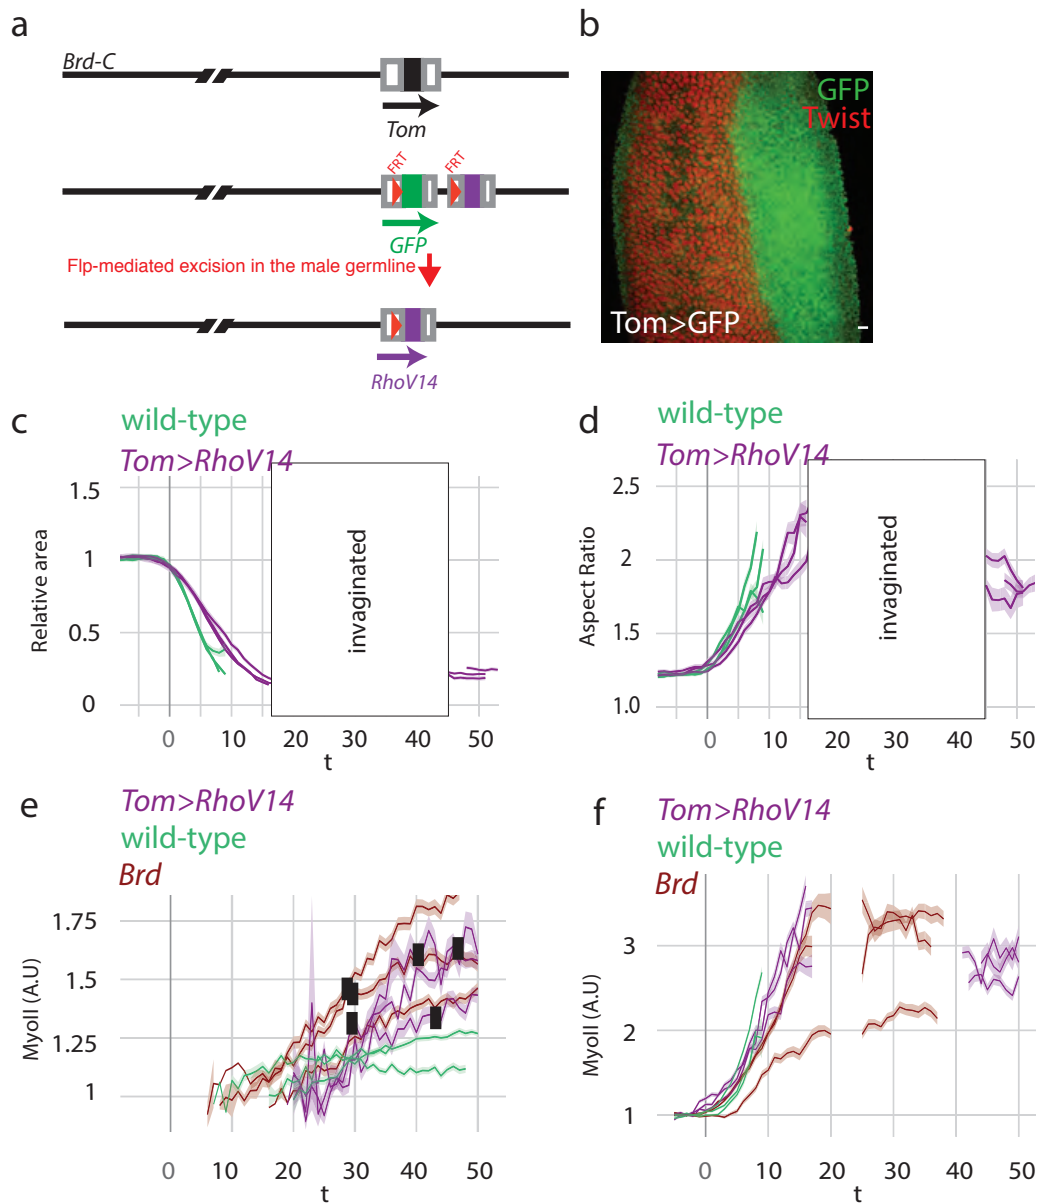 a
Brd-C
Tom
FRT
FRT
GFP
Flp-mediated excision in the male germline
RhoV14
b
GFP
Twist
Tom>GFP
c
wild-type
Tom>RhoV14
1.5
1
0.5
0
Relative area
invaginated
0 10 20 30 40 50
t
d
wild-type
Tom>RhoV14
2.5
2
1.5
1.0
Aspect Ratio
invaginated
0 10 20 30 40 50
t
e
Tom>RhoV14
wild-type
Brd
1.75
1.5
1.25
1
MyoII (A.U)
0 10 20 30 40 50
t
f
Tom>RhoV14
wild-type
Brd
3
2
1
MyoII (A.U)
0 10 20 30 40 50
t